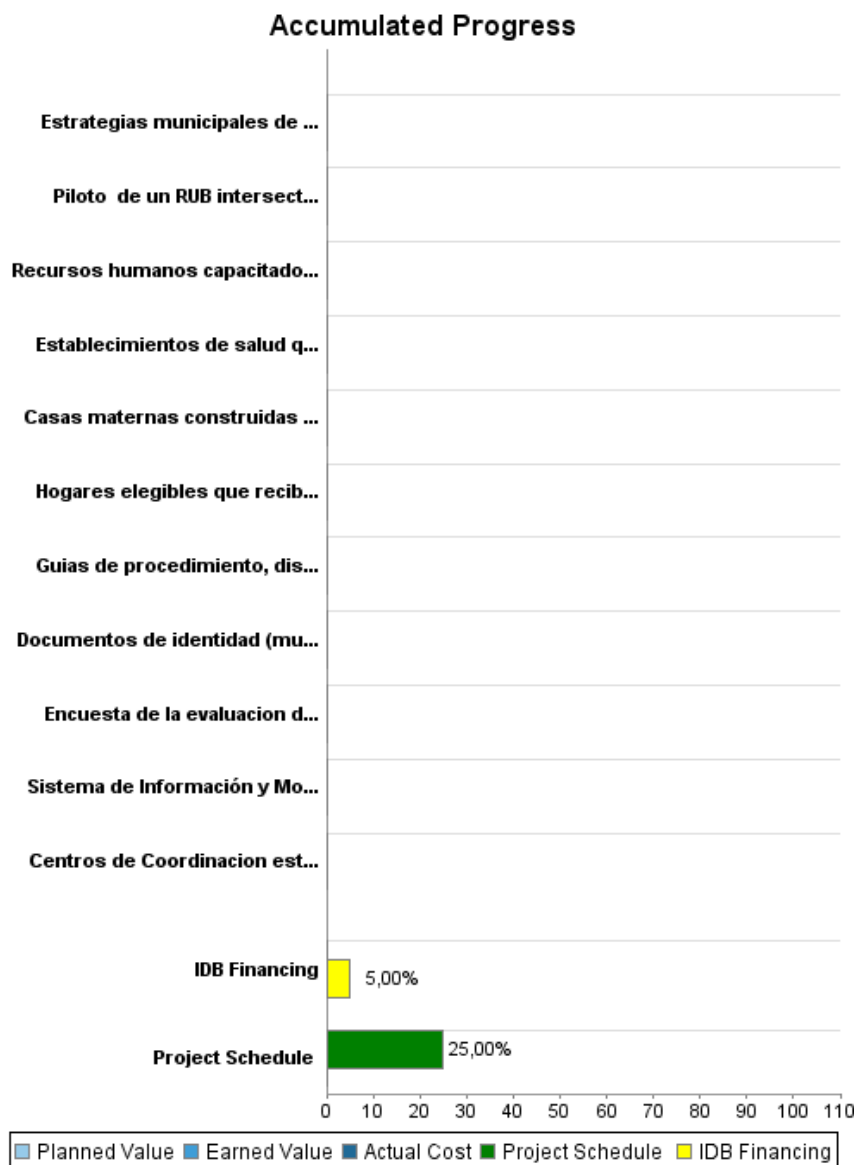 Accumulated Progress
Estrategias municipales de ...
Piloto de un RUB intersect...
Recursos humanos capacitado...
Establecimientos de salud q...
Casas maternas construidas ...
Hogares elegibles que recib...
Guias de procedimiento, dis...
Documentos de identidad (mu...
Encuesta de la evaluacion d...
Sistema de Información y Mo...
Centros de Coordinacion est...
IDB Financing 5,00%
Project Schedule 25,00%
0 10 20 30 40 50 60 70 80 90 100 110
Planned Value Earned Value Actual Cost Project Schedule IDB Financing